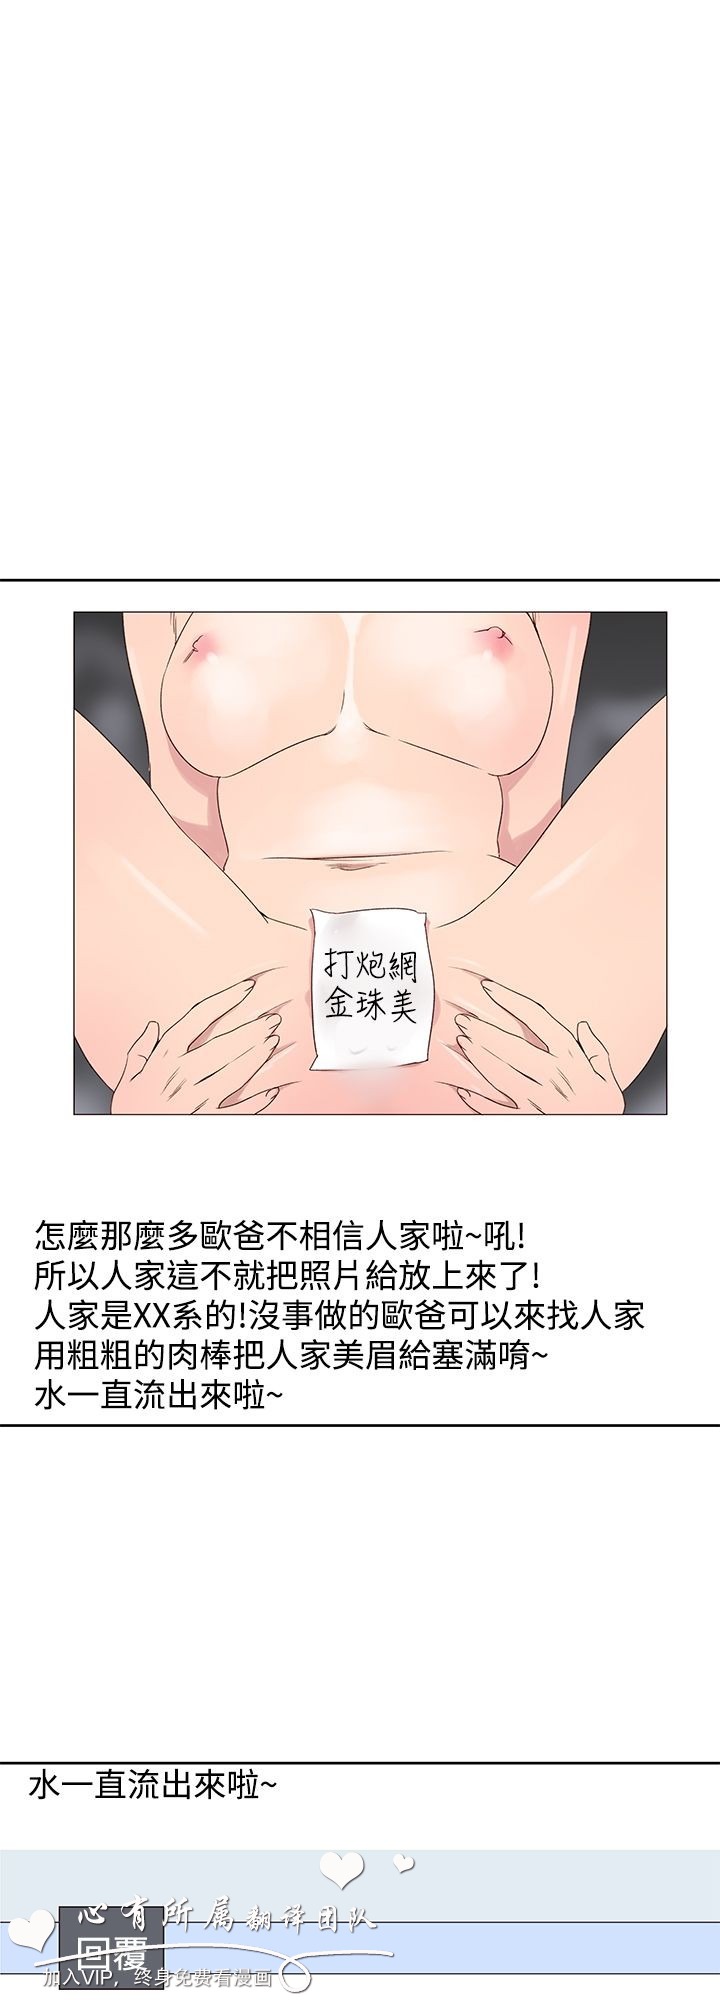 打炮網
金珠美
怎麼那麼多歐爸不相信人家啦~吼!
所以人家這不就把照片給放上來了!
人家是XX系的!沒事做的歐爸可以來找人家
用粗粗的肉棒把人家美眉給塞滿唷~
水一直流出來啦~
水一直流出來啦~
心有所属翻译团队
回覆
加入VIP，终身免费看漫画